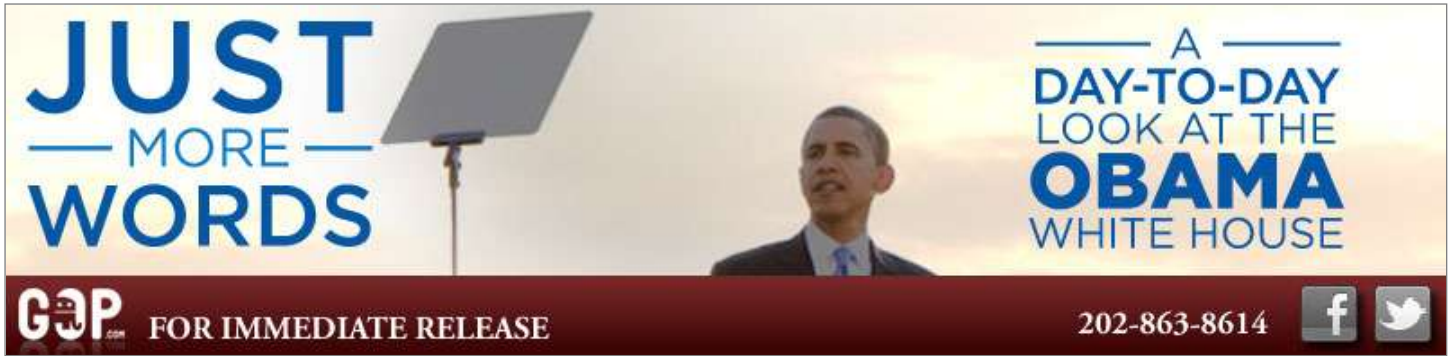 JUST
MORE
WORDS
A
DAY-TO-DAY
LOOK AT THE
OBAMA
WHITE HOUSE
GOP.com FOR IMMEDIATE RELEASE
202-863-8614